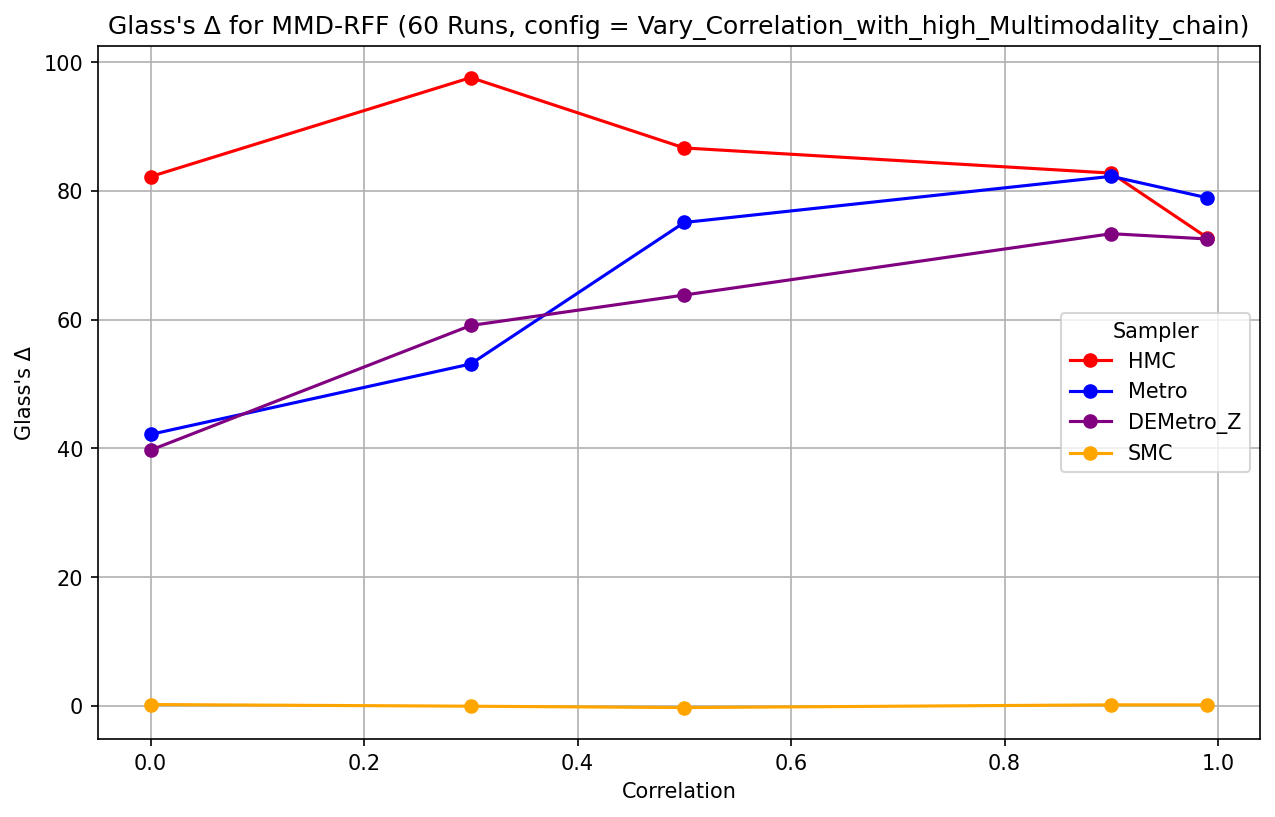 Glass's Δ for MMD-RFF (60 Runs, config = Vary_Correlation_with_high_Multimodality_chain)
Glass's Δ
100
80
60
40
20
0
Sampler
HMC
Metro
DEMetro_Z
SMC
0.0 0.2 0.4 0.6 0.8 1.0
Correlation